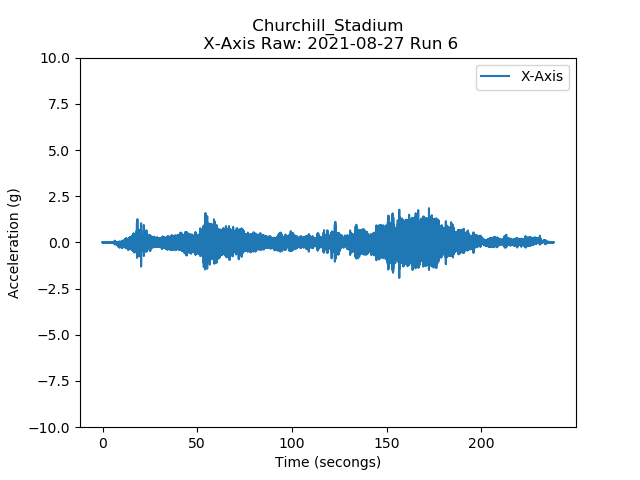 Churchill_Stadium
X-Axis Raw: 2021-08-27 Run 6
X-Axis
10.0
7.5
5.0
2.5
0.0
−2.5
−5.0
−7.5
−10.0
Acceleration (g)
0 50 100 150 200
Time (secongs)